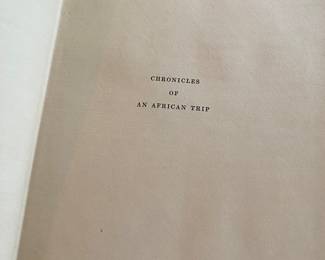 CHRONICLES
OF
AN AFRICAN TRIP